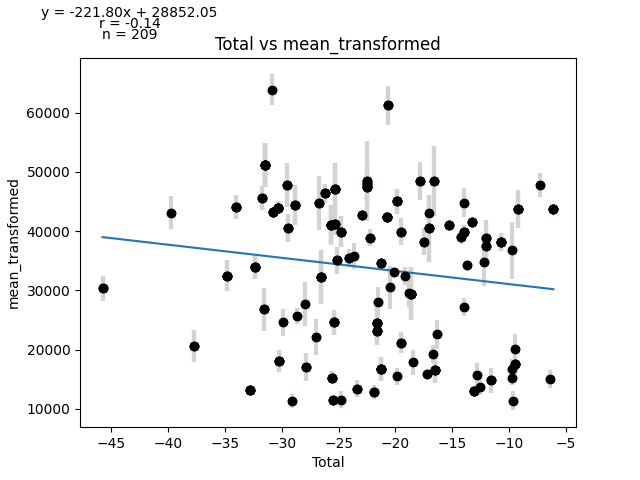 y = -221.80x + 28852.05
r = -0.14
n = 209
Total vs mean_transformed
60000
50000
40000
30000
20000
10000
mean_transformed
−45 −40 −35 −30 −25 −20 −15 −10 −5
Total